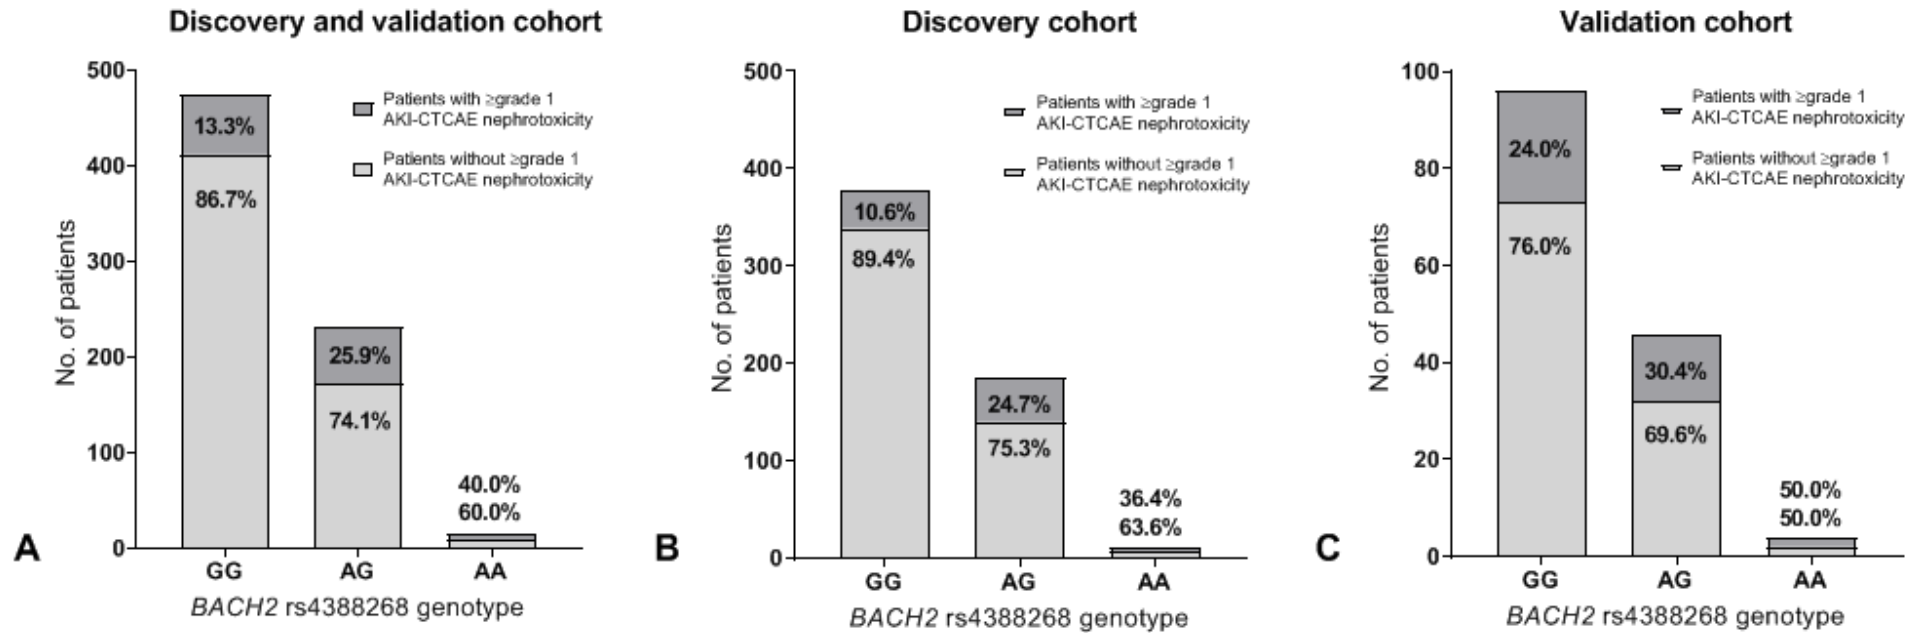 Discovery and validation cohort
500
400
300
200
100
0
No. of patients
Patients with ≥grade 1
AKI-CTCAE nephrotoxicity
Patients without ≥grade 1
AKI-CTCAE nephrotoxicity
13.3%
86.7%
25.9%
74.1%
40.0%
60.0%
GG AG AA
BACH2 rs4388268 genotype
A
Discovery cohort
500
400
300
200
100
0
No. of patients
Patients with ≥grade 1
AKI-CTCAE nephrotoxicity
Patients without ≥grade 1
AKI-CTCAE nephrotoxicity
10.6%
89.4%
24.7%
75.3%
36.4%
63.6%
GG AG AA
BACH2 rs4388268 genotype
B
Validation cohort
100
80
60
40
20
0
No. of patients
Patients with ≥grade 1
AKI-CTCAE nephrotoxicity
Patients without ≥grade 1
AKI-CTCAE nephrotoxicity
24.0%
76.0%
30.4%
69.6%
50.0%
50.0%
GG AG AA
BACH2 rs4388268 genotype
C